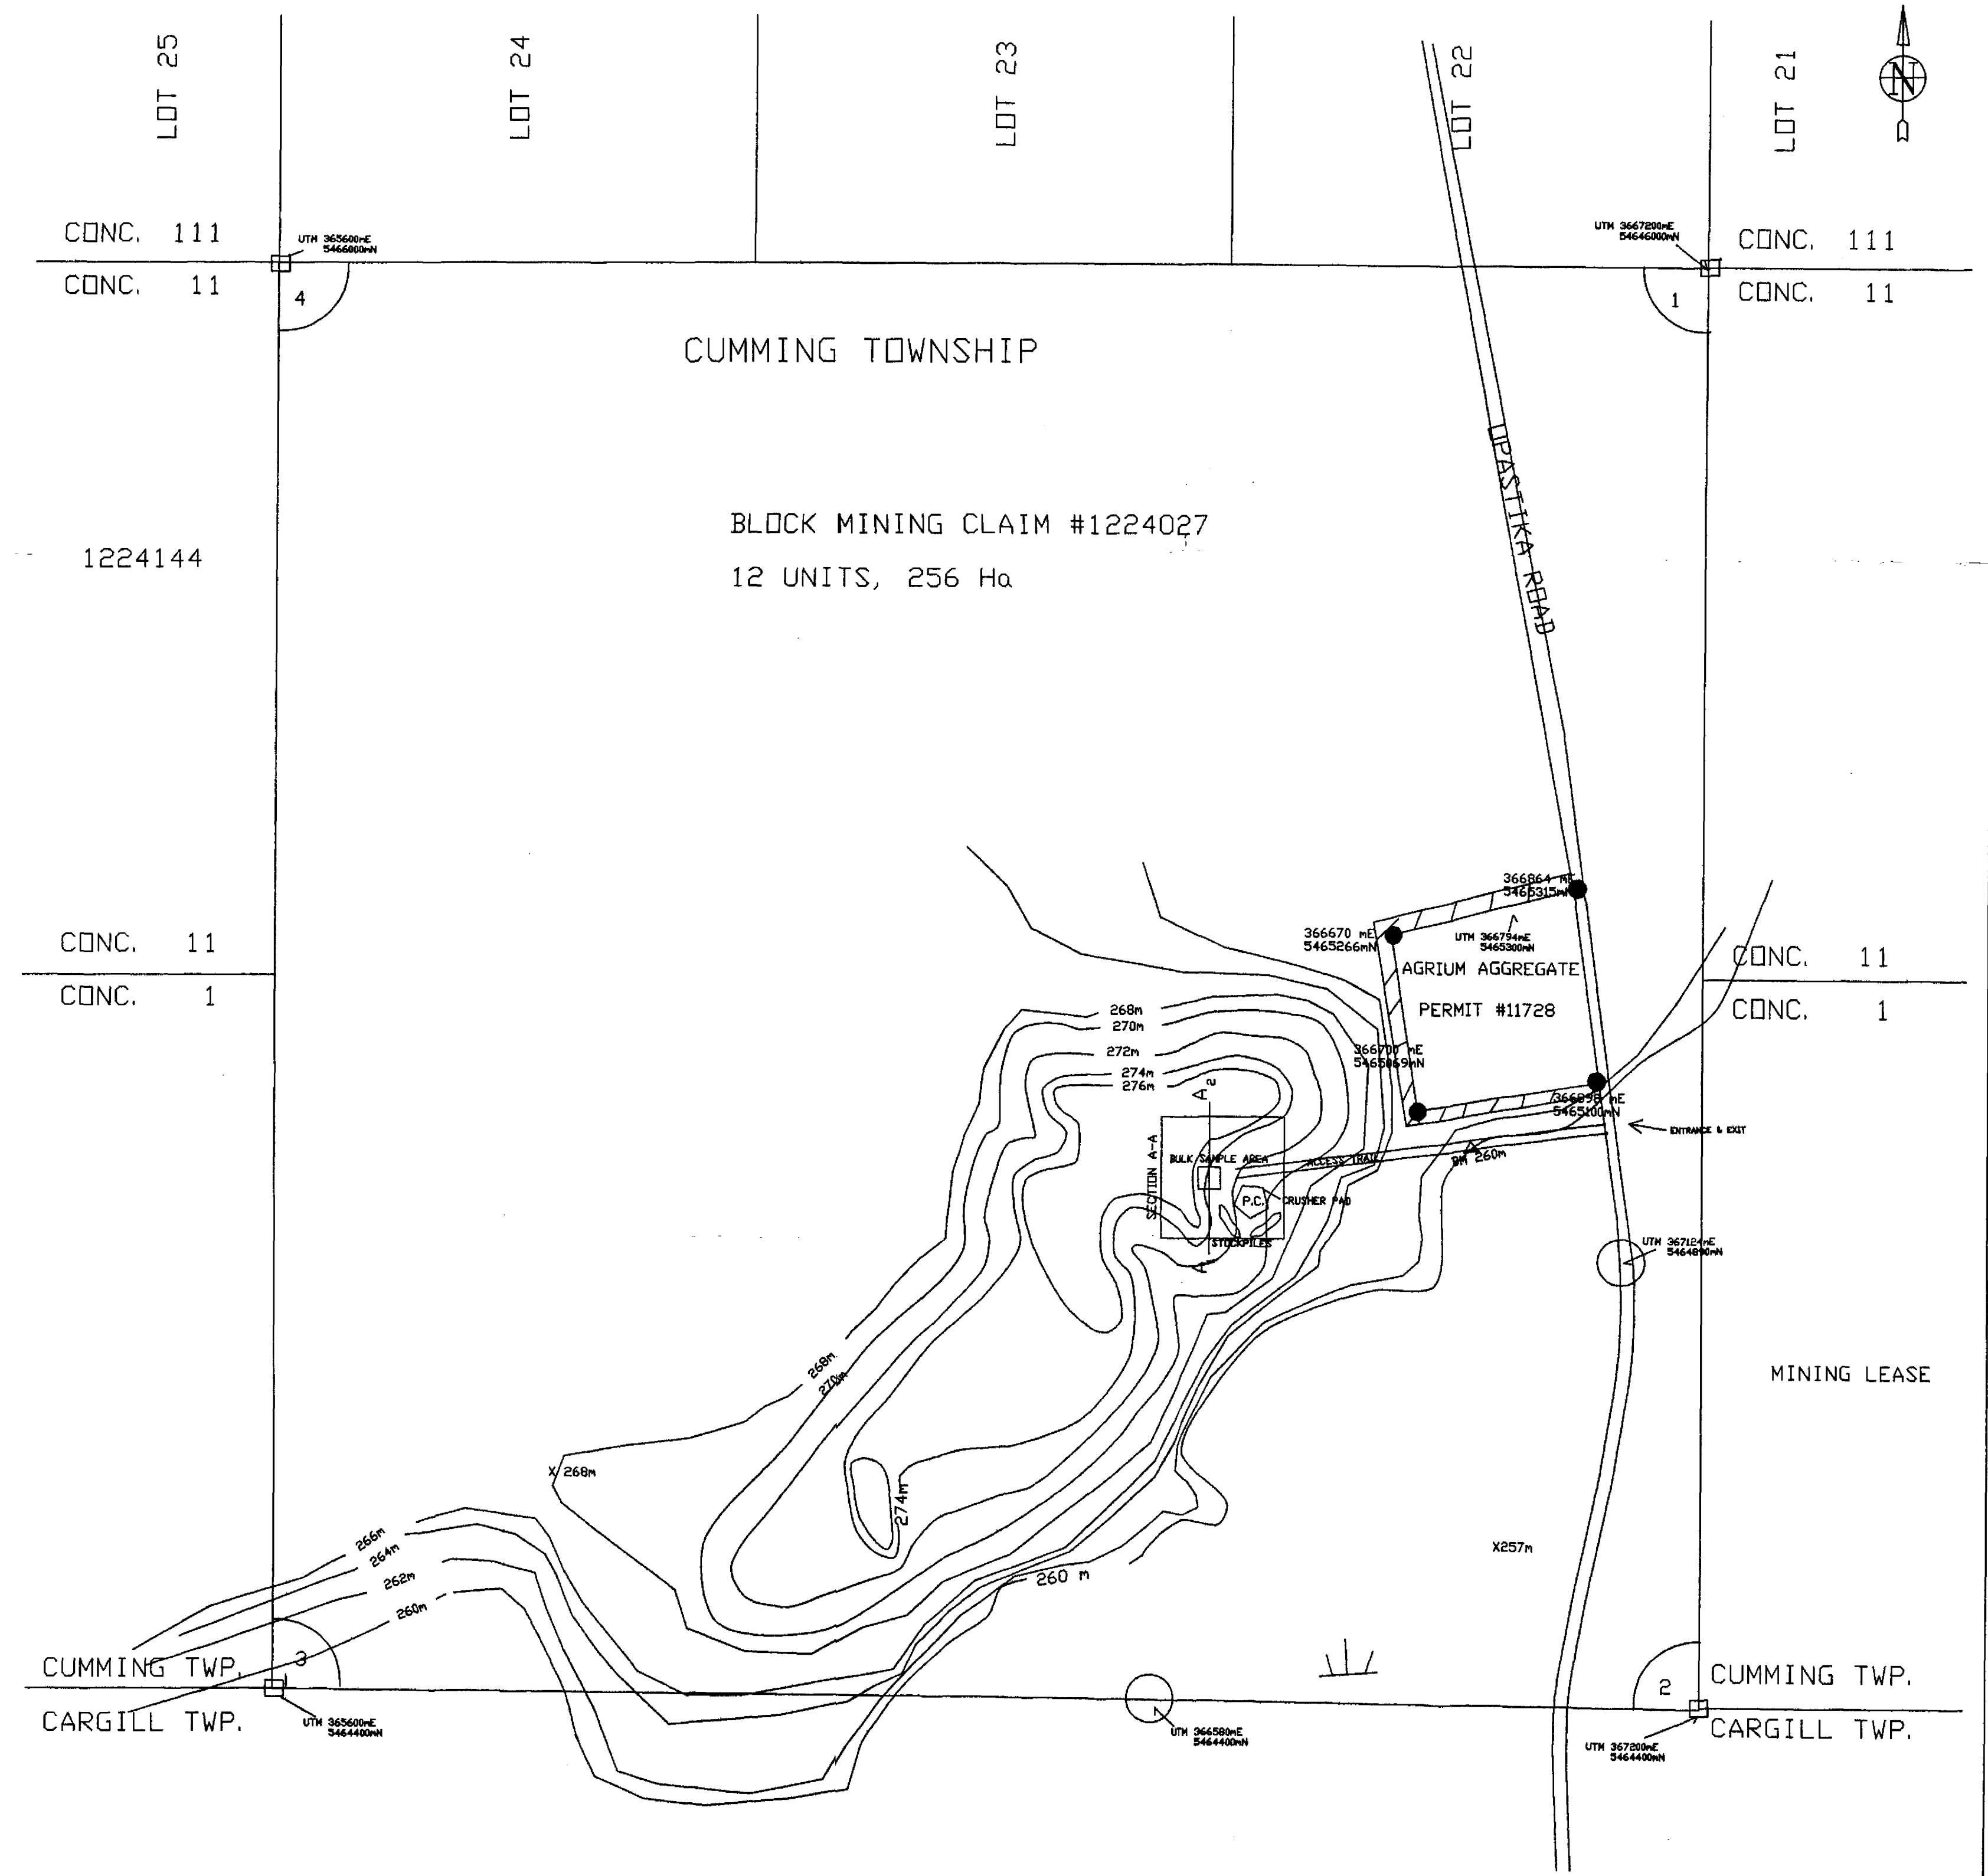 LOT 25
LOT 24
LOT 23
LOT 22
LOT 21
N
CONC. 111
UTM 365600mE
5466000mN
UTM 3667200mE
54646000mN
CONC. 111
CONC. 11
4
1
CONC. 11
CUMMING TOWNSHIP
OPASTIKA ROAD
BLOCK MINING CLAIM #1224027
12 UNITS, 256 Ha
1224144
366864 mE
5465315mN
366670 mE
5465266mN
UTM 366794mE
5465300mN
CONC. 11
CONC. 1
AGRIUM AGGREGATE
PERMIT #11728
CONC. 11
CONC. 1
268m
270m
272m
274m
276m
366700 mE
5465069mN
366898 mE
5465100mN
ENTRANCE & EXIT
A2
SECTION A-A
BULK SAMPLE AREA
ACCESS TRAIL
BM 260m
P.C.
CRUSHER PAD
STOCKPILES
A
UTM 367124mE
5464890mN
268m
270m
MINING LEASE
X 268m
274m
266m
264m
262m
260m
X257m
260 m
CUMMING TWP.
3
2
CUMMING TWP.
CARGILL TWP.
UTM 365600mE
5464400mN
UTM 366580mE
5464400mN
UTM 367200mE
5464400mN
CARGILL TWP.